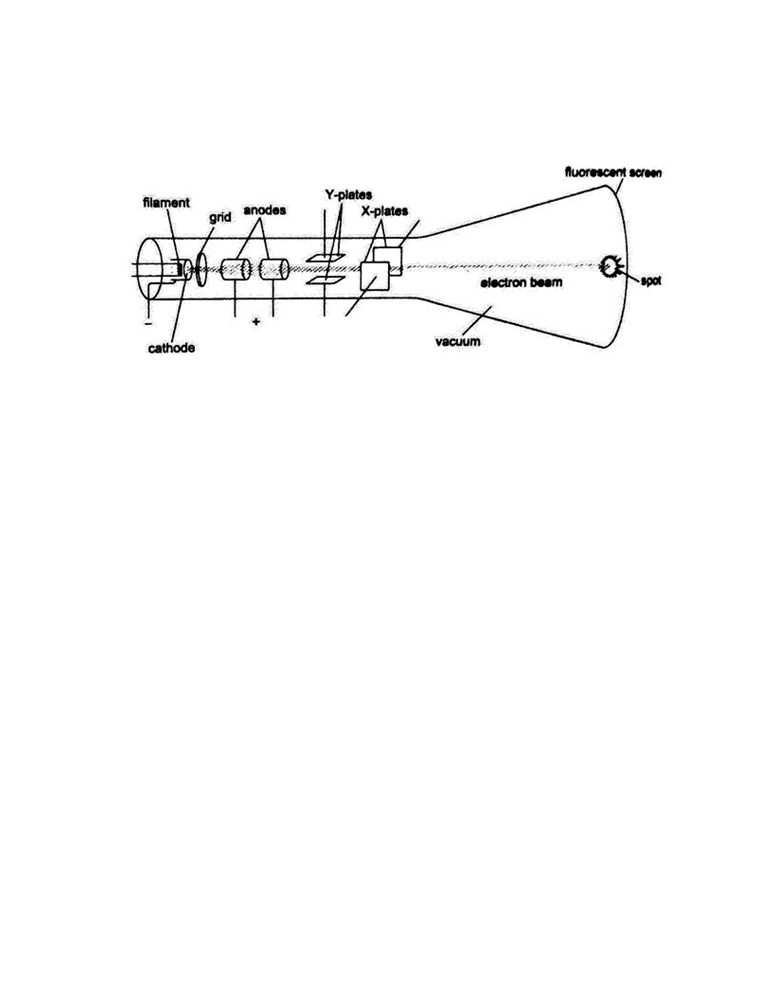 fluorescent screen
Y-plates
filament
X-plates
anodes
grid
electron beam
spot
–
+
vacuum
cathode